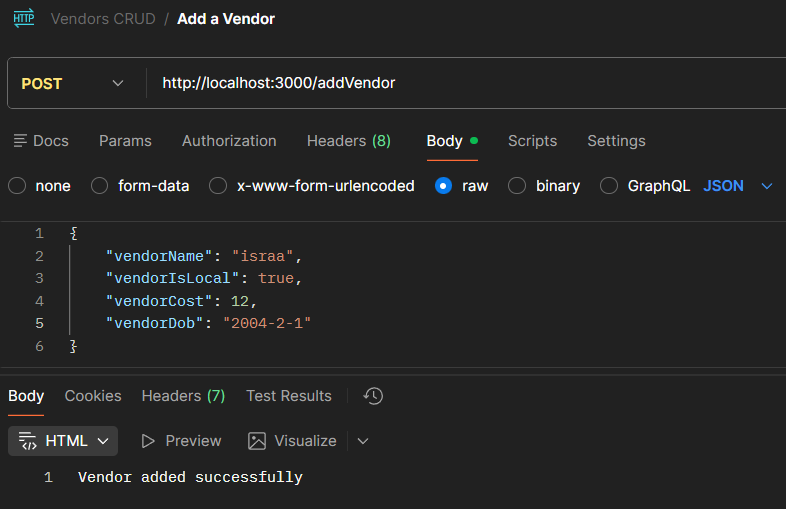 HTTP Vendors CRUD / Add a Vendor
POST http://localhost:3000/addVendor
Docs Params Authorization Headers (8) Body Scripts Settings
none form-data x-www-form-urlencoded raw binary GraphQL JSON
1 {
2 "vendorName": "israa",
3 "vendorIsLocal": true,
4 "vendorCost": 12,
5 "vendorDob": "2004-2-1"
6 }
Body Cookies Headers (7) Test Results
HTML Preview Visualize
1 Vendor added successfully